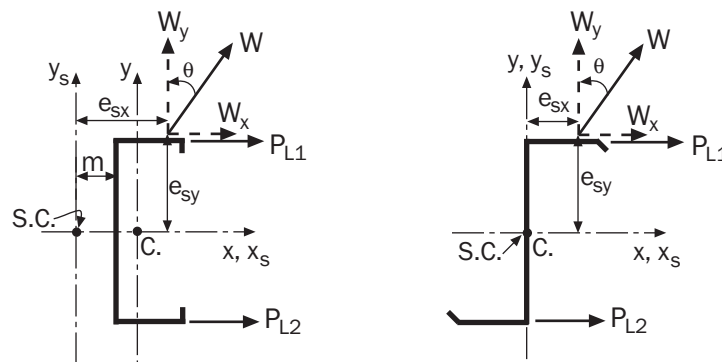 W_y
W
y_s
y
θ
e_sx
W_x
P_L1
m
e_sy
S.C.
C.
x, x_s
P_L2
W_y
W
y, y_s
θ
e_sx
W_x
P_L1
e_sy
S.C.
C.
x, x_s
P_L2